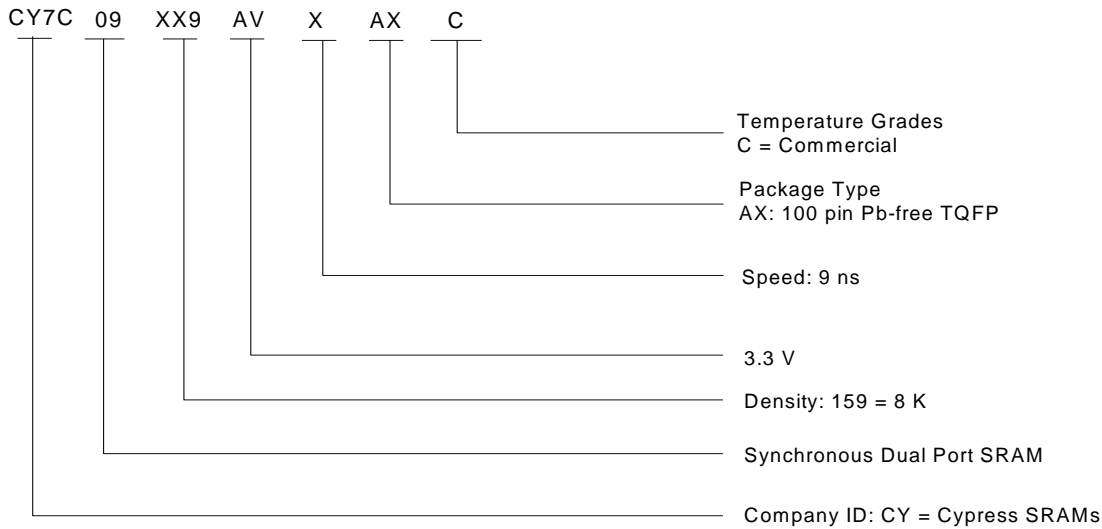 CY7C 09 XX9 AV X AX C
Temperature Grades
C = Commercial
Package Type
AX: 100 pin Pb-free TQFP
Speed: 9 ns
3.3 V
Density: 159 = 8 K
Synchronous Dual Port SRAM
Company ID: CY = Cypress SRAMs